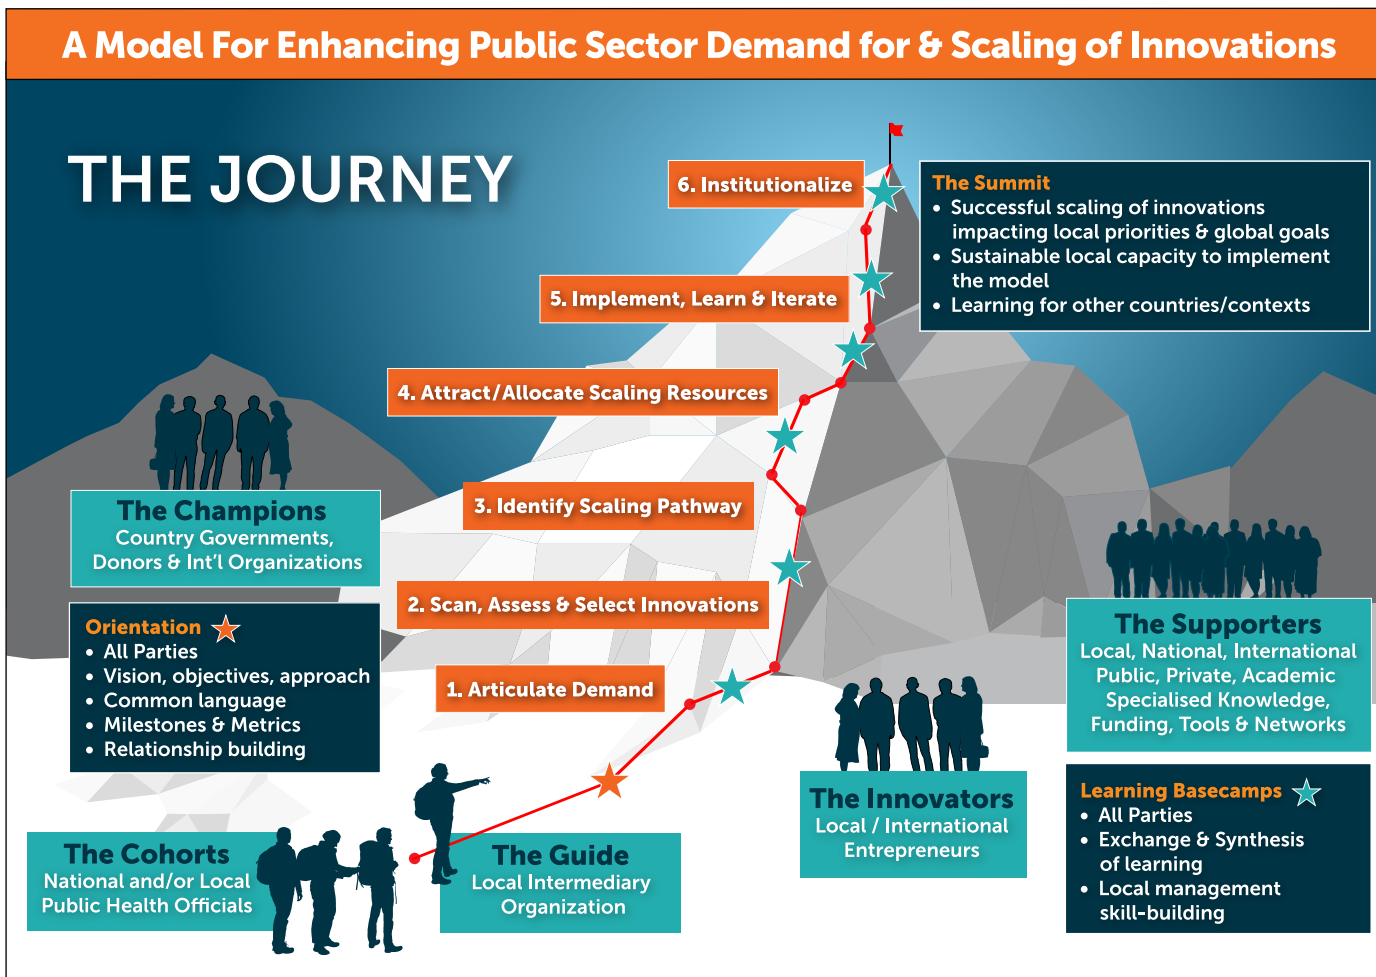 A Model For Enhancing Public Sector Demand for & Scaling of Innovations
THE JOURNEY
6. Institutionalize
5. Implement, Learn & Iterate
4. Attract/Allocate Scaling Resources
3. Identify Scaling Pathway
2. Scan, Assess & Select Innovations
1. Articulate Demand
The Summit
• Successful scaling of innovations
impacting local priorities & global goals
• Sustainable local capacity to implement
the model
• Learning for other countries/contexts
The Champions
Country Governments,
Donors & Int'l Organizations
Orientation
• All Parties
• Vision, objectives, approach
• Common language
• Milestones & Metrics
• Relationship building
The Cohorts
National and/or Local
Public Health Officials
The Guide
Local Intermediary
Organization
The Innovators
Local / International
Entrepreneurs
The Supporters
Local, National, International
Public, Private, Academic
Specialised Knowledge,
Funding, Tools & Networks
Learning Basecamps
• All Parties
• Exchange & Synthesis
of learning
• Local management
skill-building